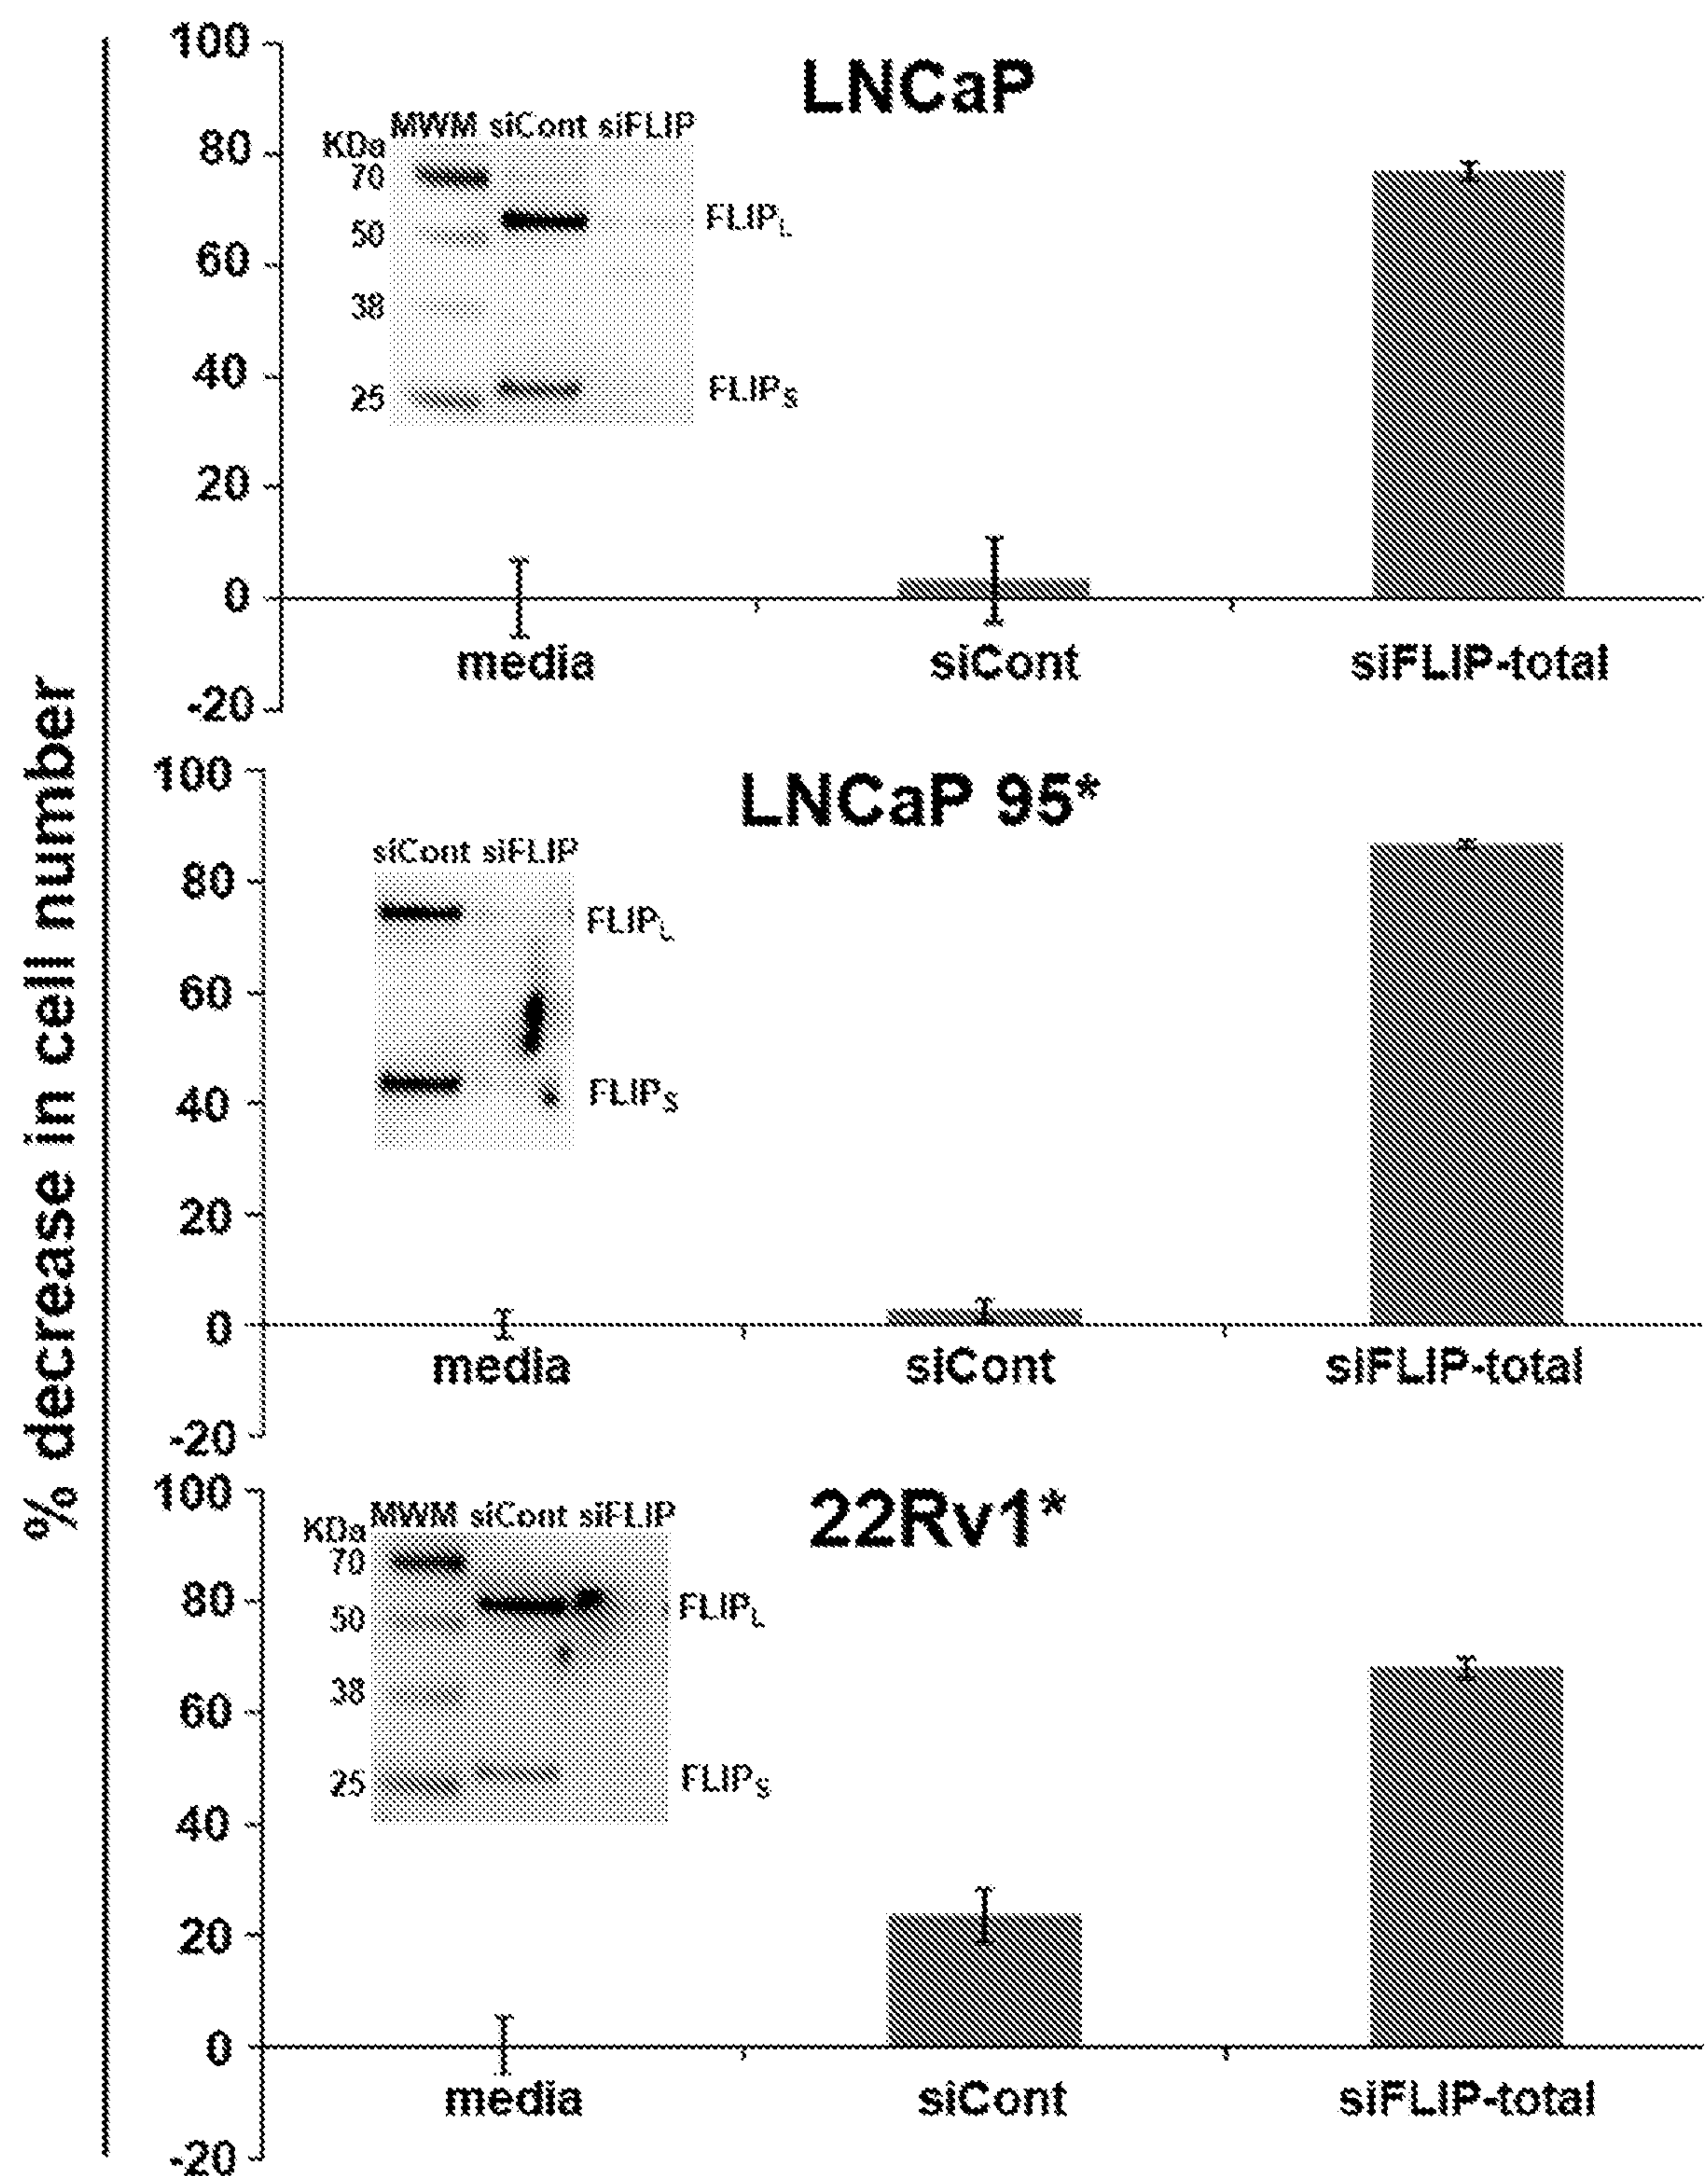 % decrease in cell number
LNCaP
100
80
60
40
20
0
-20
KDa MWM siCont siFLIP
70
50
38
25
FLIPL
FLIPS
media siCont siFLIP-total
LNCaP 95*
100
80
60
40
20
0
-20
siCont siFLIP
FLIPL
FLIPS
media siCont siFLIP-total
22Rv1*
100
80
60
40
20
0
-20
KDa MWM siCont siFLIP
70
50
38
25
FLIPL
FLIPS
media siCont siFLIP-total